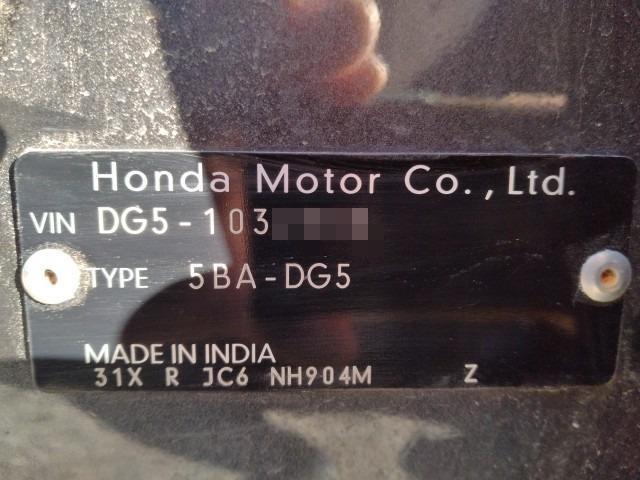 Honda Motor Co., Ltd.
VIN DG5-103
TYPE 5BA-DG5
MADE IN INDIA
31X R JC6 NH904M Z